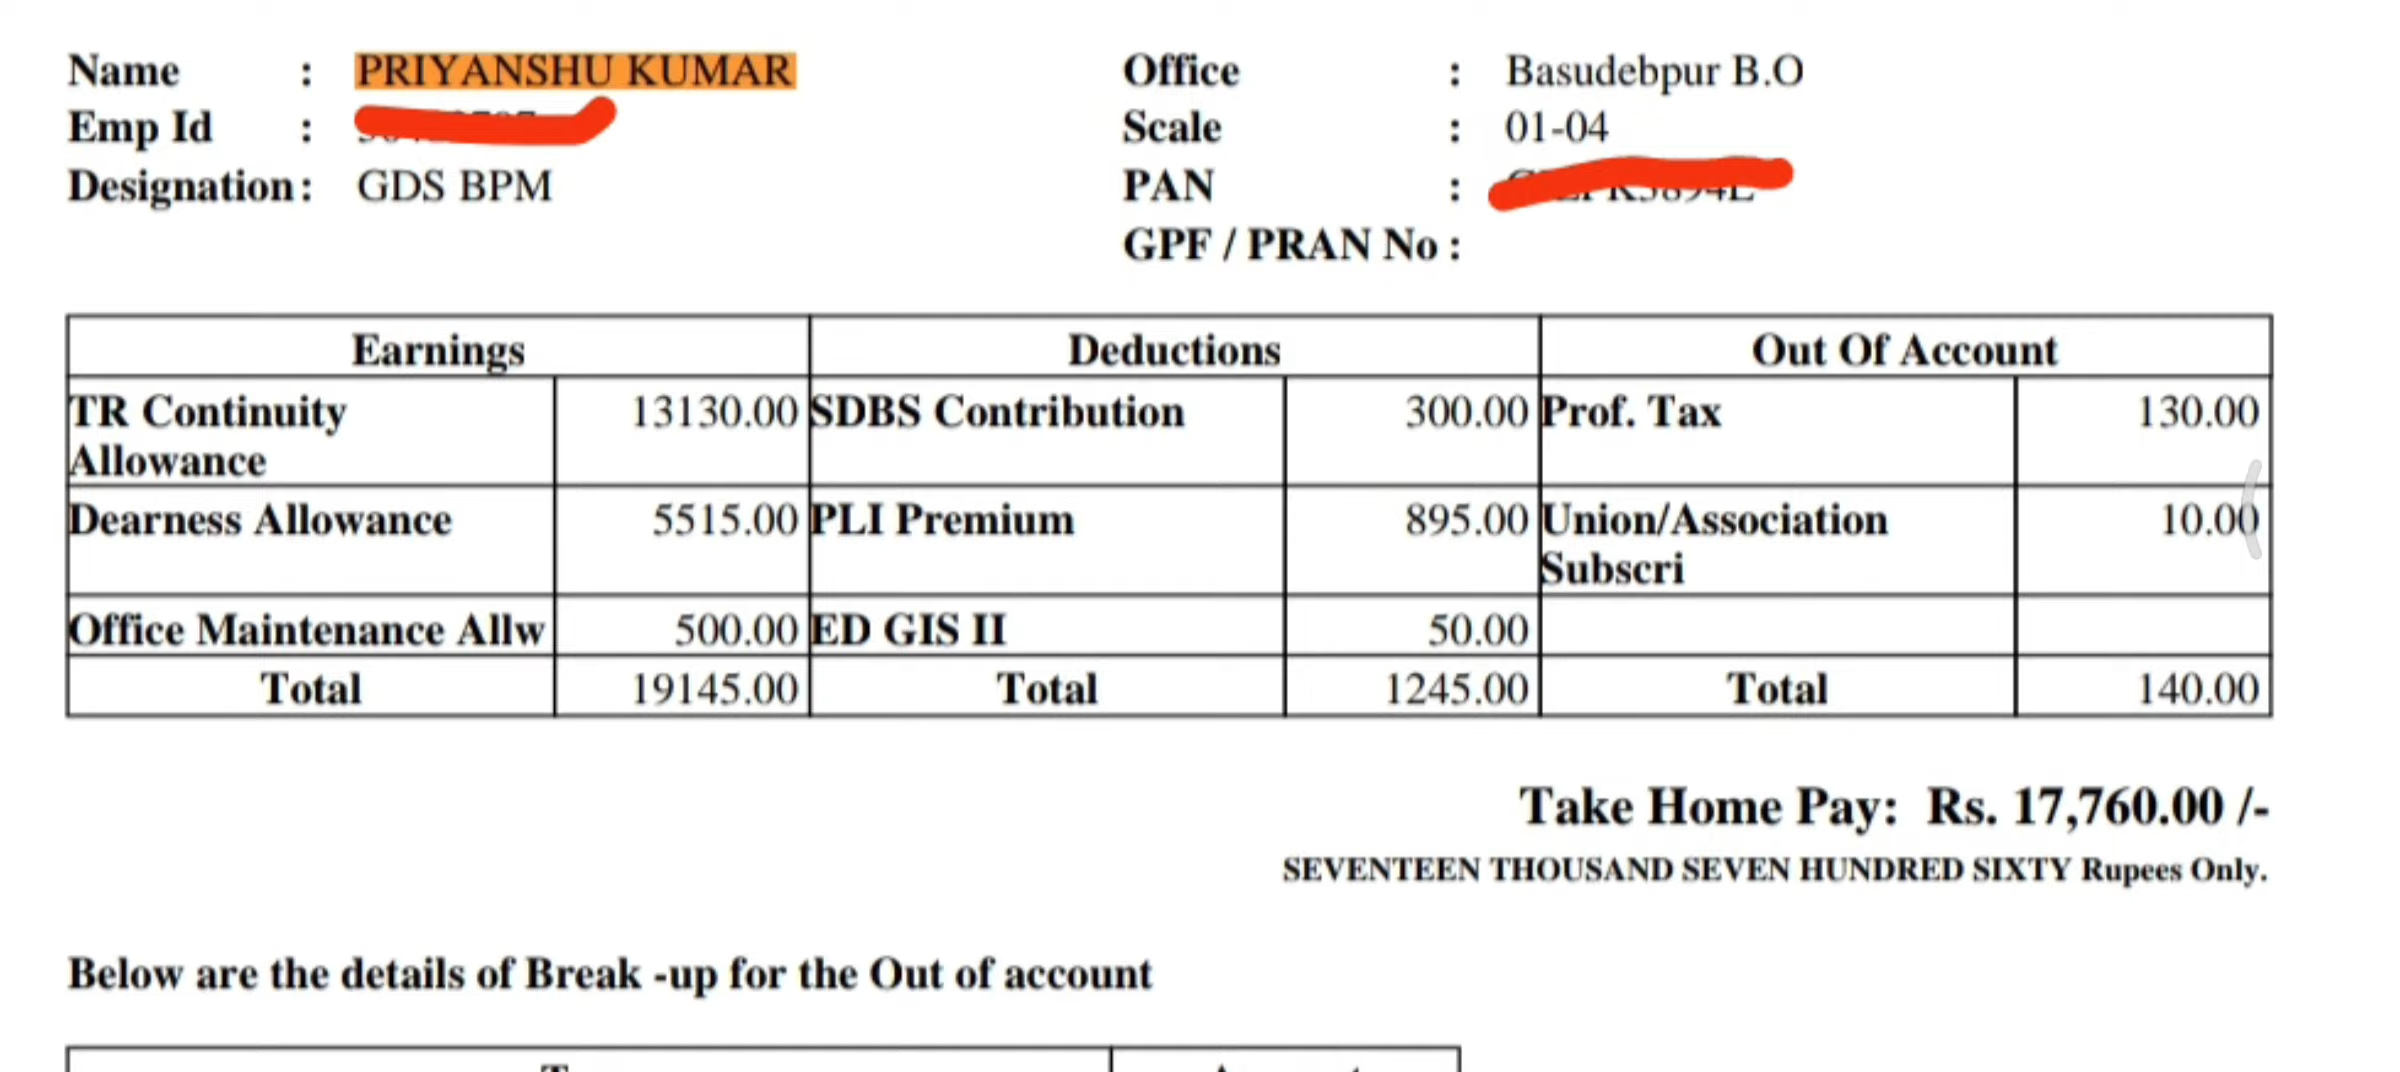 Name : PRIYANSHU KUMAR Office : Basudebpur B.O
Emp Id : Scale : 01-04
Designation : GDS BPM PAN :
GPF / PRAN No :
Earnings Deductions Out Of Account
TR Continuity Allowance 13130.00 SDBS Contribution 300.00 Prof. Tax 130.00
Dearness Allowance 5515.00 PLI Premium 895.00 Union/Association Subscri 10.00
Office Maintenance Allw 500.00 ED GIS II 50.00
Total 19145.00 Total 1245.00 Total 140.00
Take Home Pay: Rs. 17,760.00 /-
SEVENTEEN THOUSAND SEVEN HUNDRED SIXTY Rupees Only.
Below are the details of Break -up for the Out of account